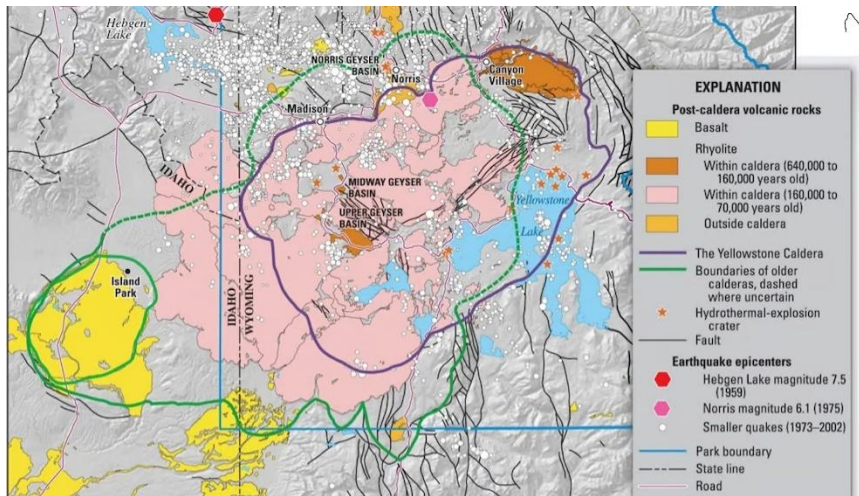 Hebgen
Lake
NORRIS GEYSER
BASIN
Norris
Canyon
Village
Madison
IDAHO
MIDWAY GEYSER
BASIN
UPPER GEYSER
BASIN
Yellowstone
Lake
Island
Park
IDAHO
WYOMING
EXPLANATION
Post-caldera volcanic rocks
Basalt
Rhyolite
Within caldera (640,000 to
160,000 years old)
Within caldera (160,000 to
70,000 years old)
Outside caldera
The Yellowstone Caldera
Boundaries of older
calderas, dashed
where uncertain
Hydrothermal-explosion
crater
Fault
Earthquake epicenters
Hebgen Lake magnitude 7.5
(1959)
Norris magnitude 6.1 (1975)
Smaller quakes (1973–2002)
Park boundary
State line
Road